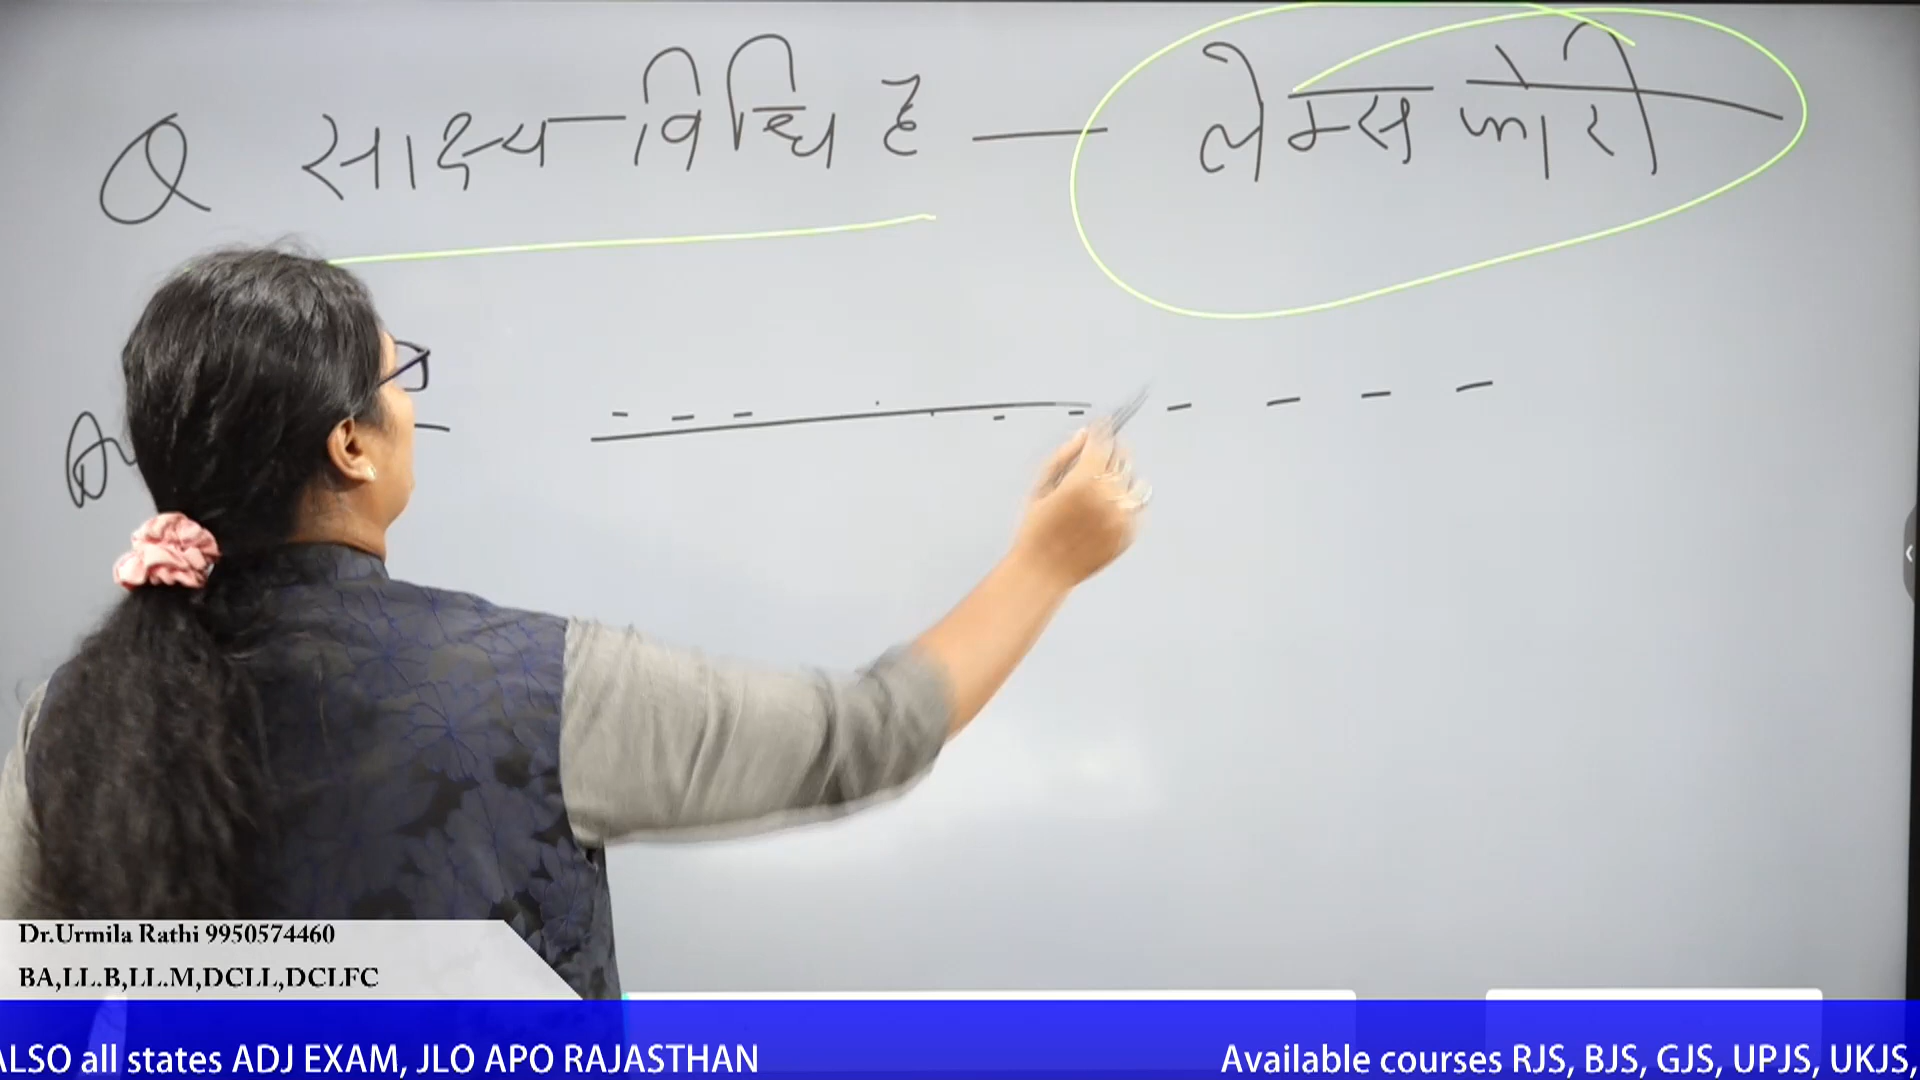 Q साक्ष्य विधि है — लेक्स फोरी
Dr.Urmila Rathi 9950574460
BA,LL.B,LL.M,DCLL,DCLFC
ALSO all states ADJ EXAM, JLO APO RAJASTHAN
Available courses RJS, BJS, GJS, UPJS, UKJS,